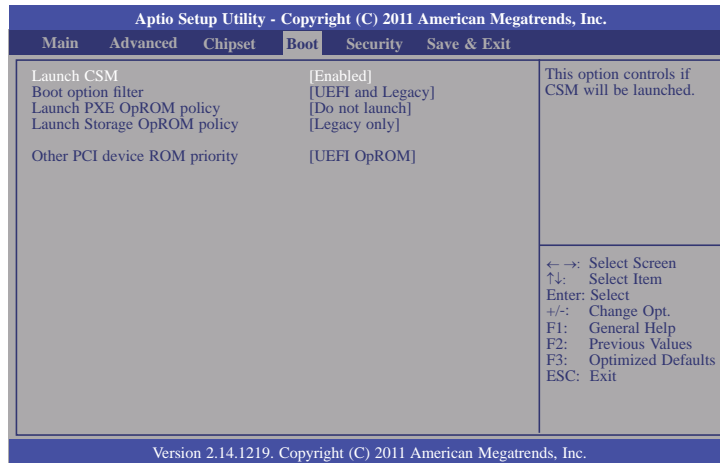 Aptio Setup Utility - Copyright (C) 2011 American Megatrends, Inc.
Main Advanced Chipset Boot Security Save & Exit
Launch CSM [Enabled]
Boot option filter [UEFI and Legacy]
Launch PXE OpROM policy [Do not launch]
Launch Storage OpROM policy [Legacy only]
Other PCI device ROM priority [UEFI OpROM]
This option controls if
CSM will be launched.
← →: Select Screen
↑↓: Select Item
Enter: Select
+/-: Change Opt.
F1: General Help
F2: Previous Values
F3: Optimized Defaults
ESC: Exit
Version 2.14.1219. Copyright (C) 2011 American Megatrends, Inc.